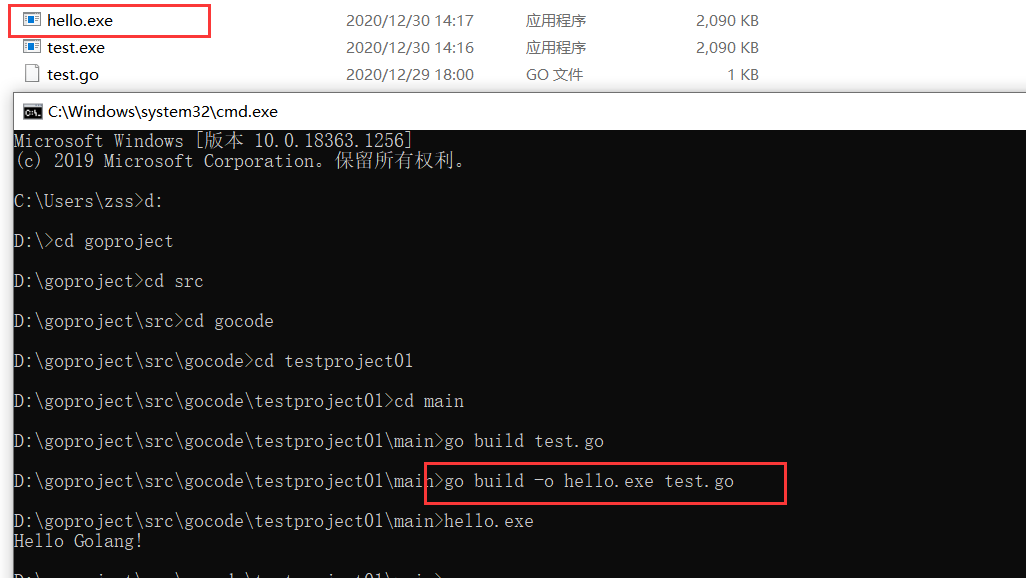 hello.exe 2020/12/30 14:17 应用程序 2,090 KB
test.exe 2020/12/30 14:16 应用程序 2,090 KB
test.go 2020/12/29 18:00 GO 文件 1 KB
C:\Windows\system32\cmd.exe
Microsoft Windows [版本 10.0.18363.1256]
(c) 2019 Microsoft Corporation。保留所有权利。
C:\Users\zss>d:
D:\>cd goproject
D:\goproject>cd src
D:\goproject\src>cd gocode
D:\goproject\src\gocode>cd testproject01
D:\goproject\src\gocode\testproject01>cd main
D:\goproject\src\gocode\testproject01\main>go build test.go
D:\goproject\src\gocode\testproject01\main>go build -o hello.exe test.go
D:\goproject\src\gocode\testproject01\main>hello.exe
Hello Golang!
D:\goproject\src\gocode\testproject01\main>